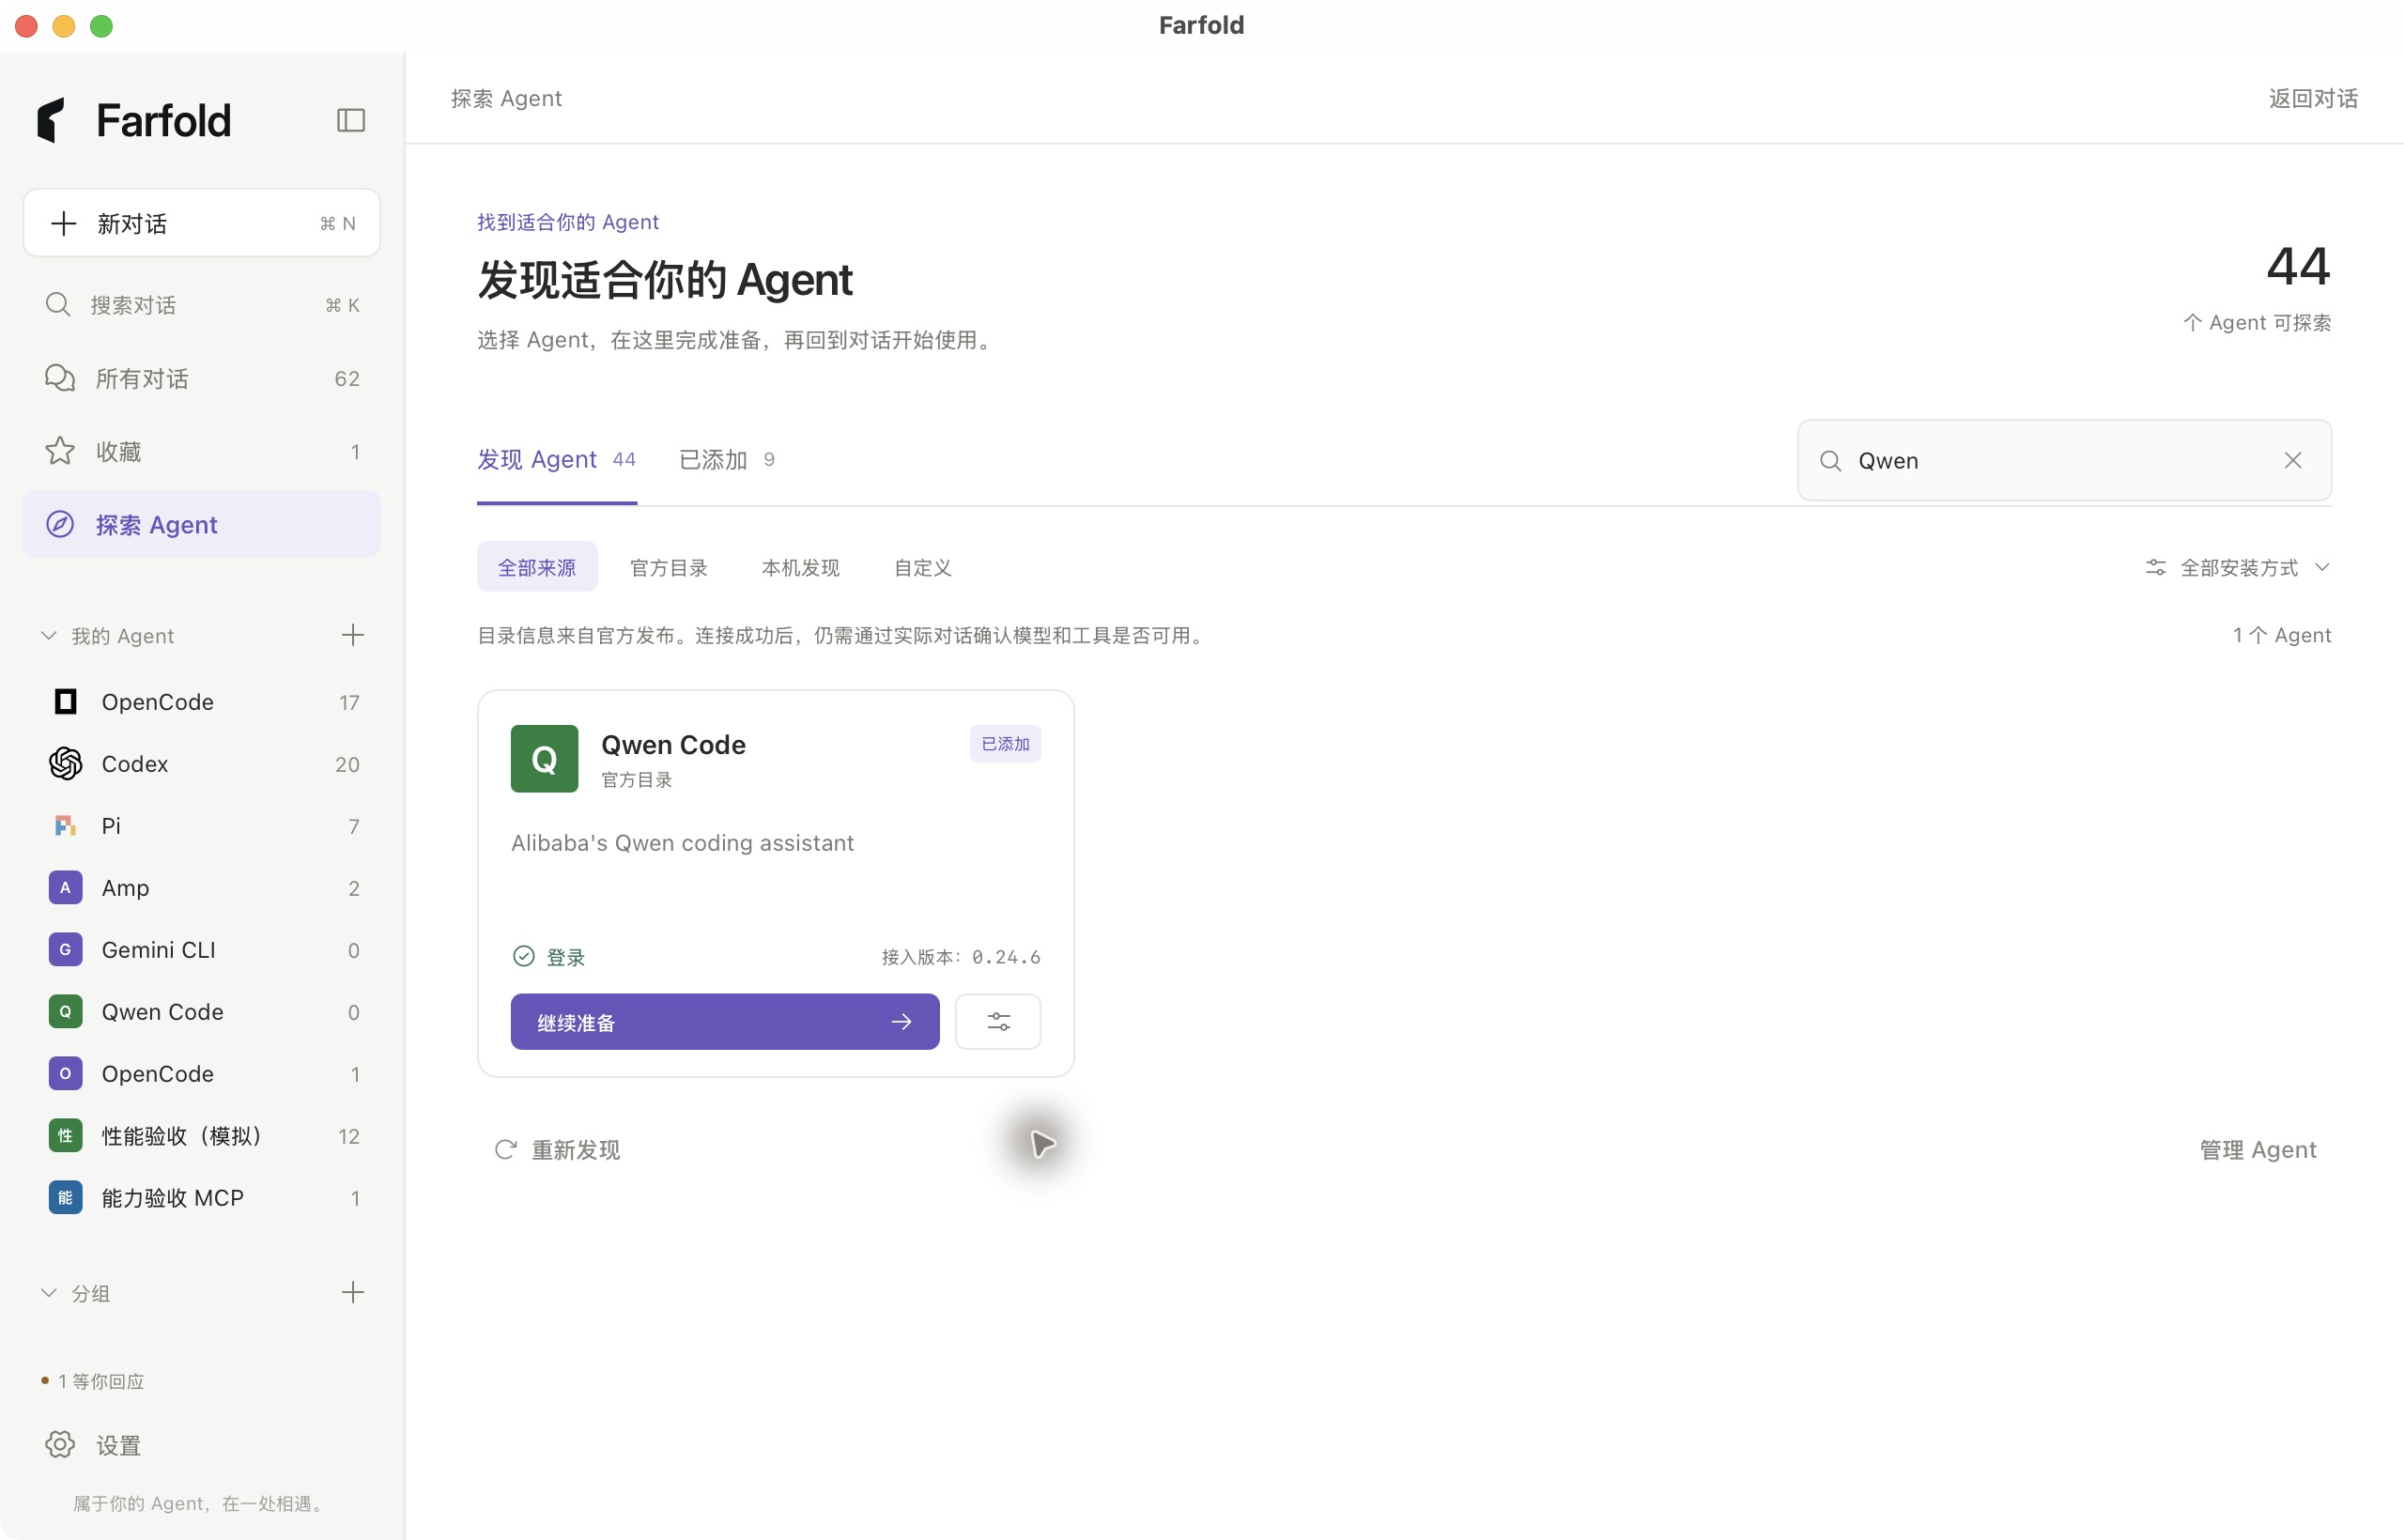 Farfold
Farfold
新对话 ⌘ N
搜索对话 ⌘ K
所有对话 62
收藏 1
探索 Agent
我的 Agent
OpenCode 17
Codex 20
Pi 7
A Amp 2
G Gemini CLI 0
Q Qwen Code 0
O OpenCode 1
性 性能验收（模拟） 12
能 能力验收 MCP 1
分组
1 等你回应
设置
属于你的 Agent，在一处相遇。
探索 Agent 返回对话
找到适合你的 Agent
发现适合你的 Agent
选择 Agent，在这里完成准备，再回到对话开始使用。
44
个 Agent 可探索
发现 Agent 44 已添加 9
Qwen
全部来源 官方目录 本机发现 自定义 全部安装方式
目录信息来自官方发布。连接成功后，仍需通过实际对话确认模型和工具是否可用。 1 个 Agent
Q
Qwen Code 已添加
官方目录
Alibaba's Qwen coding assistant
登录 接入版本：0.24.6
继续准备
重新发现 管理 Agent